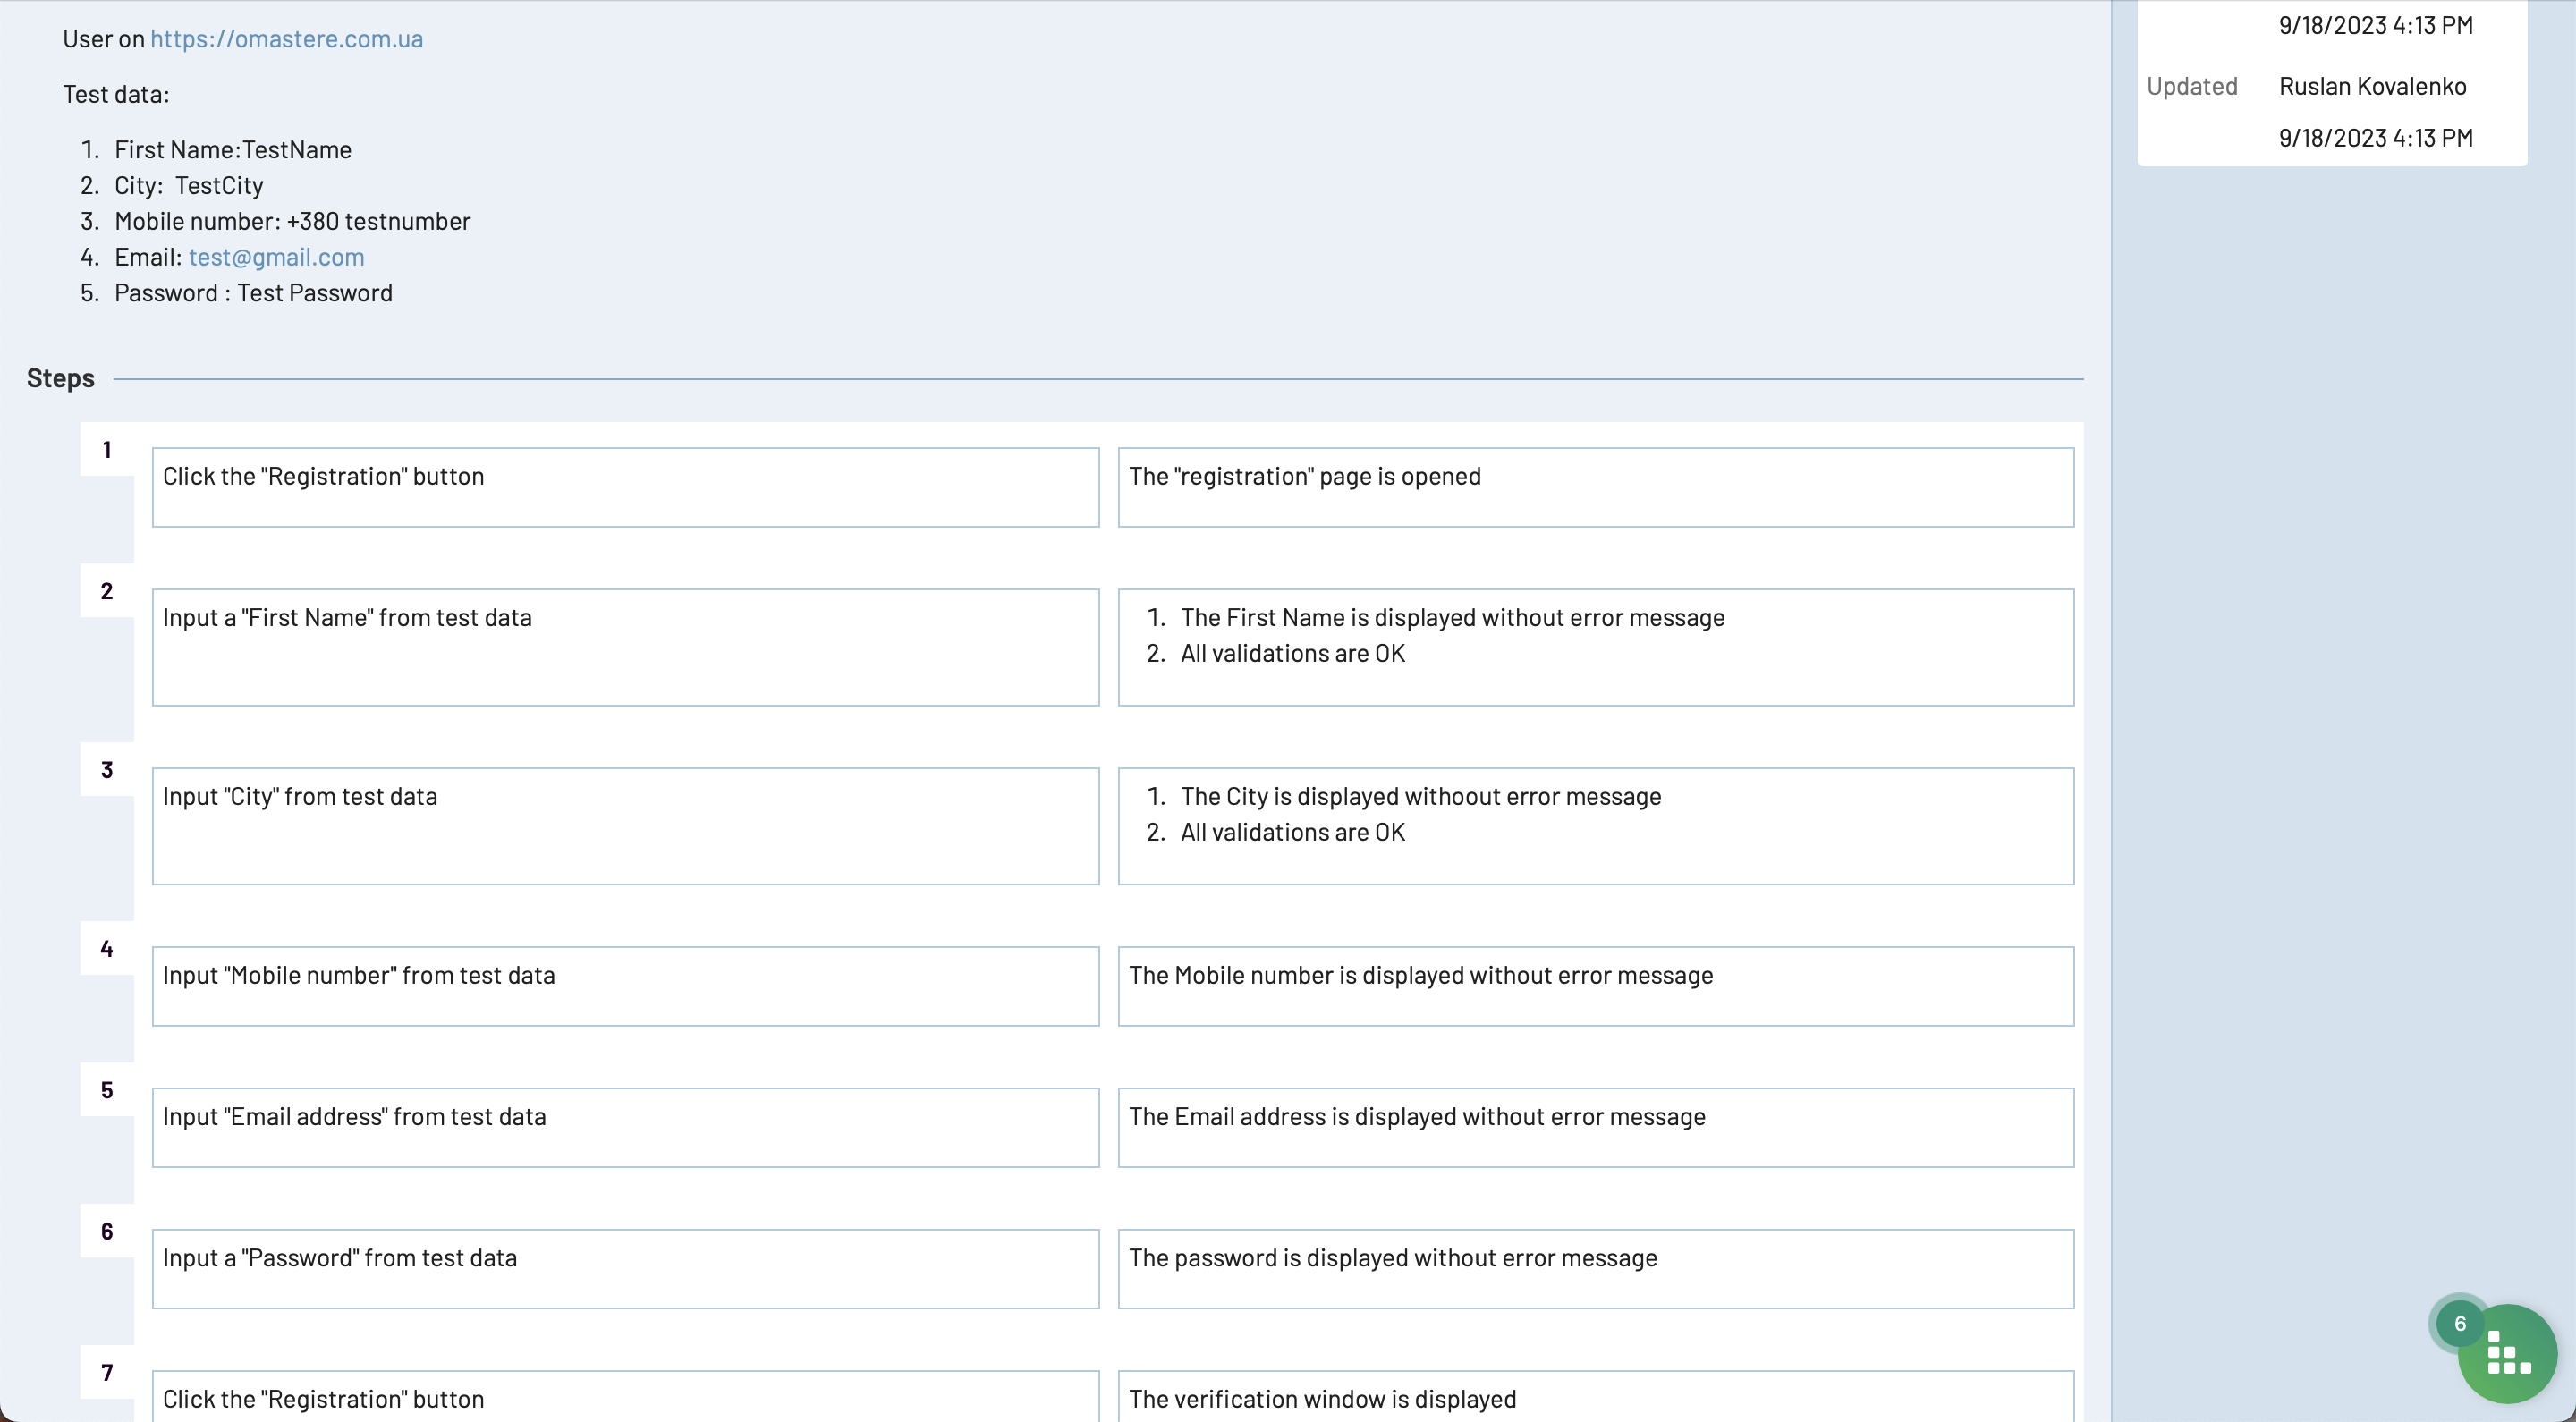 User on https://omastere.com.ua
Test data:
1. First Name:TestName
2. City: TestCity
3. Mobile number: +380 testnumber
4. Email: test@gmail.com
5. Password : Test Password
9/18/2023 4:13 PM
Updated Ruslan Kovalenko
9/18/2023 4:13 PM
Steps
1
Click the "Registration" button
The "registration" page is opened
2
Input a "First Name" from test data
1. The First Name is displayed without error message
2. All validations are OK
3
Input "City" from test data
1. The City is displayed withoout error message
2. All validations are OK
4
Input "Mobile number" from test data
The Mobile number is displayed without error message
5
Input "Email address" from test data
The Email address is displayed without error message
6
Input a "Password" from test data
The password is displayed without error message
7
Click the "Registration" button
The verification window is displayed
6